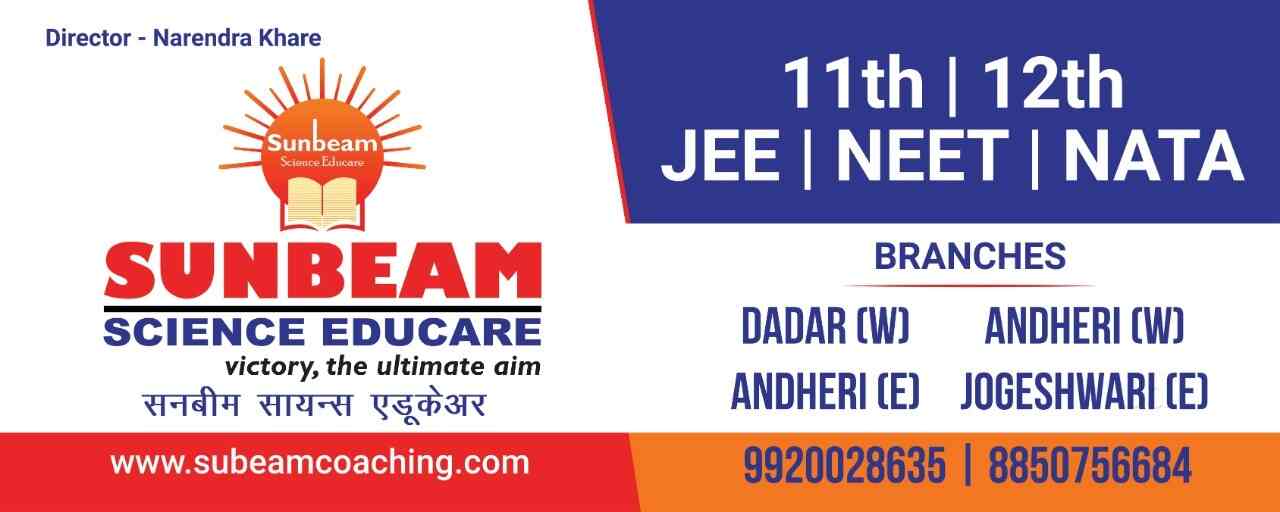 Director - Narendra Khare
Sunbeam
Science Educare
SUNBEAM
SCIENCE EDUCARE
victory, the ultimate aim
सनबीम सायन्स एडूकेअर
www.subeamcoaching.com
11th | 12th
JEE | NEET | NATA
BRANCHES
DADAR (W) ANDHERI (W)
ANDHERI (E) JOGESHWARI (E)
9920028635 | 8850756684